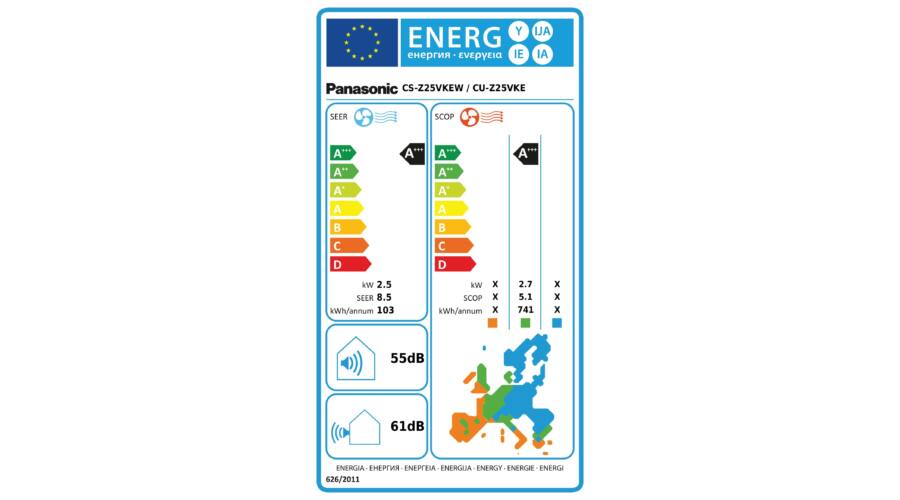 ENERG Y IJA
енергия · ενεργεια IE IA
Panasonic CS-Z25VKEW / CU-Z25VKE
SEER
A+++ A+++
A++
A+
A
B
C
D
kW 2.5
SEER 8.5
kWh/annum 103
SCOP
A+++ A+++
A++
A+
A
B
C
D
kW X 2.7 X
SCOP X 5.1 X
kWh/annum X 741 X
55dB
61dB
ENERGIA · ЕНЕРГИЯ · ΕΝΕΡΓΕΙΑ · ENERGIJA · ENERGY · ENERGIE · ENERGI
626/2011